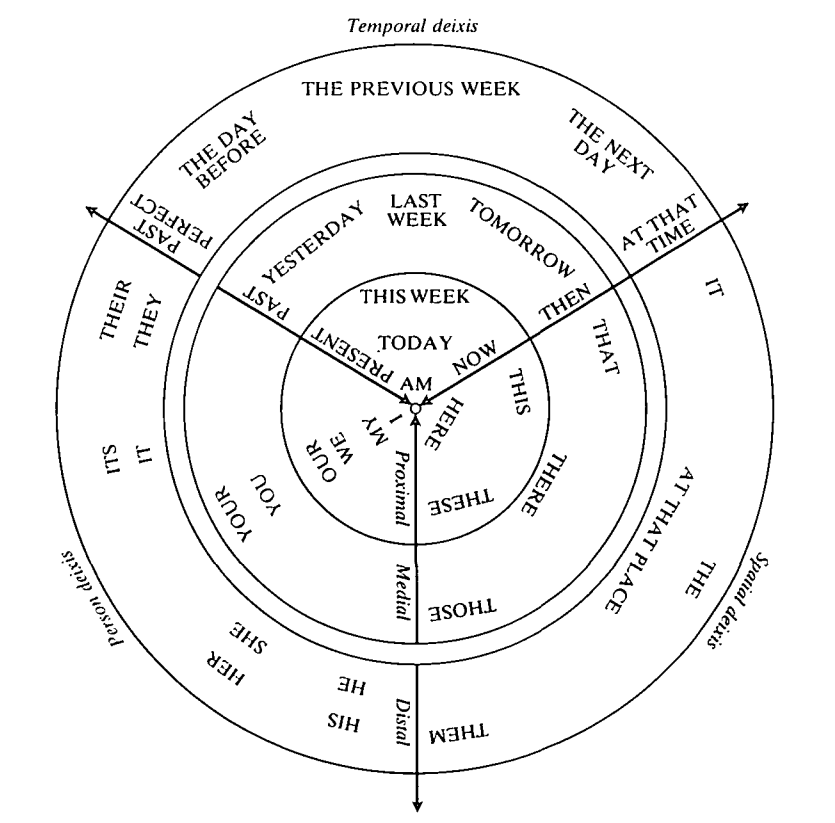 Temporal deixis
THE PREVIOUS WEEK
THE DAY
BEFORE
THE NEXT
DAY
PAST
PERFECT
AT THAT
TIME
LAST
WEEK
YESTERDAY
TOMORROW
PAST
THEN
THIS WEEK
TODAY
PRESENT
NOW
AM
THEIR
THEY
ITS
IT
I
MY
WE
OUR
YOU
YOUR
SHE
HER
HE
HIS
Person deixis
Proximal
Medial
Distal
HERE
THIS
THESE
THAT
THERE
THOSE
IT
AT THAT PLACE
THE
THEM
Spatial deixis